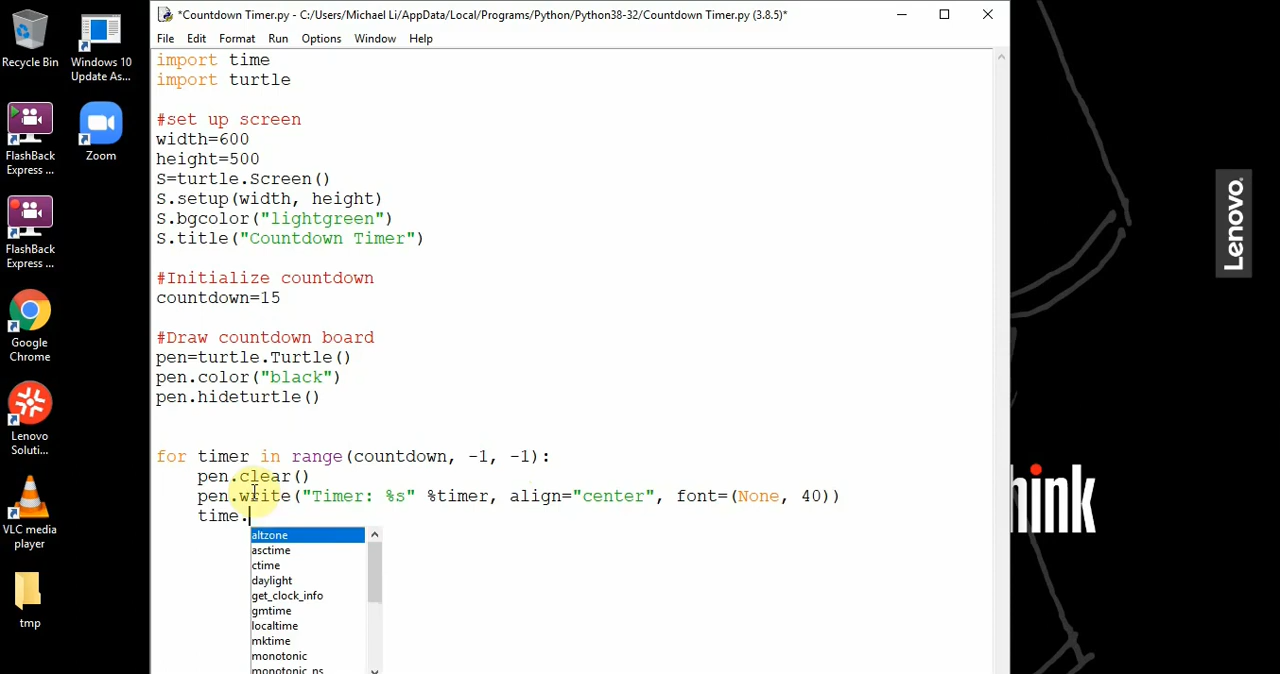 *Countdown Timer.py - C:/Users/Michael Li/AppData/Local/Programs/Python/Python38-32/Countdown Timer.py (3.8.5)*
File Edit Format Run Options Window Help
Recycle Bin
Windows 10
Update As...
FlashBack
Express ...
Zoom
FlashBack
Express ...
Google
Chrome
Lenovo
Soluti...
VLC media
player
tmp
import time
import turtle
#set up screen
width=600
height=500
S=turtle.Screen()
S.setup(width, height)
S.bgcolor("lightgreen")
S.title("Countdown Timer")
#Initialize countdown
countdown=15
#Draw countdown board
pen=turtle.Turtle()
pen.color("black")
pen.hideturtle()
for timer in range(countdown, -1, -1):
pen.clear()
pen.write("Timer: %s" %timer, align="center", font=(None, 40))
time.
altzone
asctime
ctime
daylight
get_clock_info
gmtime
localtime
mktime
monotonic
monotonic_ns
Lenovo
hink